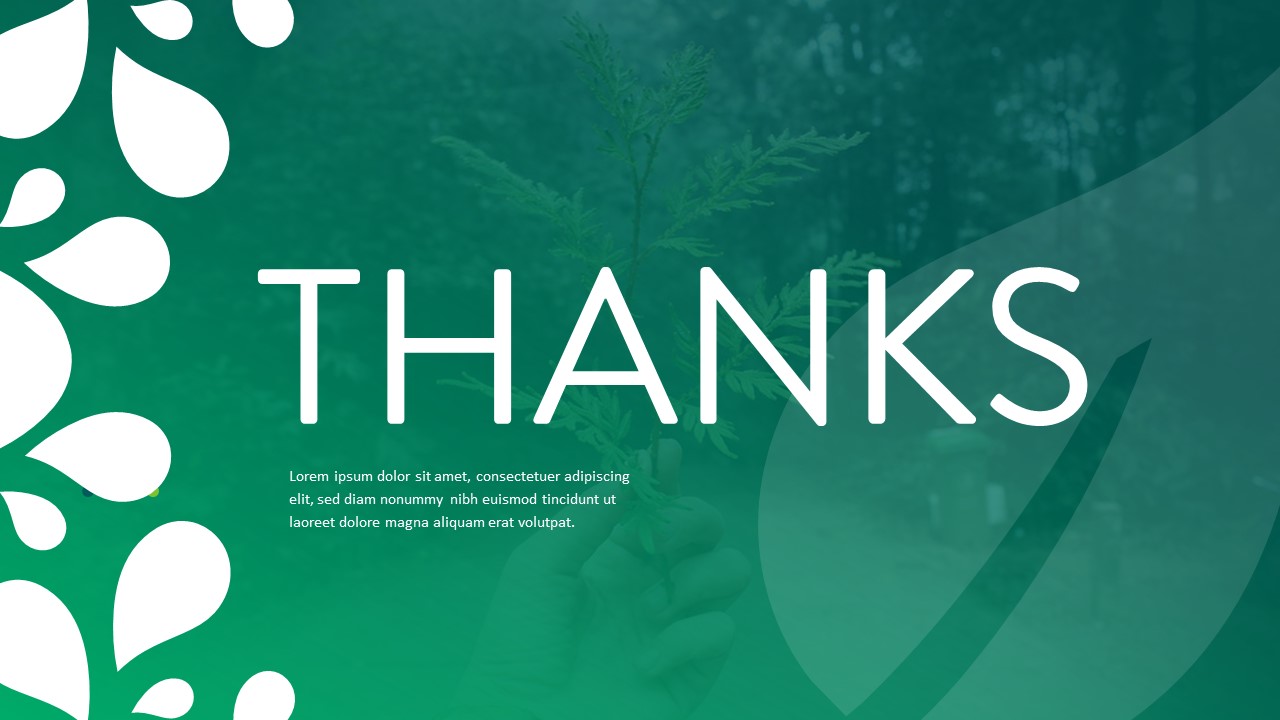 THANKS
Lorem ipsum dolor sit amet, consectetuer adipiscing
elit, sed diam nonummy nibh euismod tincidunt ut
laoreet dolore magna aliquam erat volutpat.